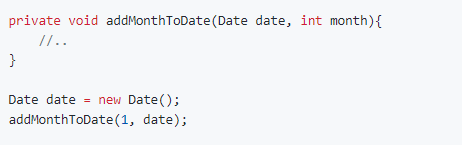 private void addMonthToDate(Date date, int month){
    //..
}

Date date = new Date();
addMonthToDate(1, date);